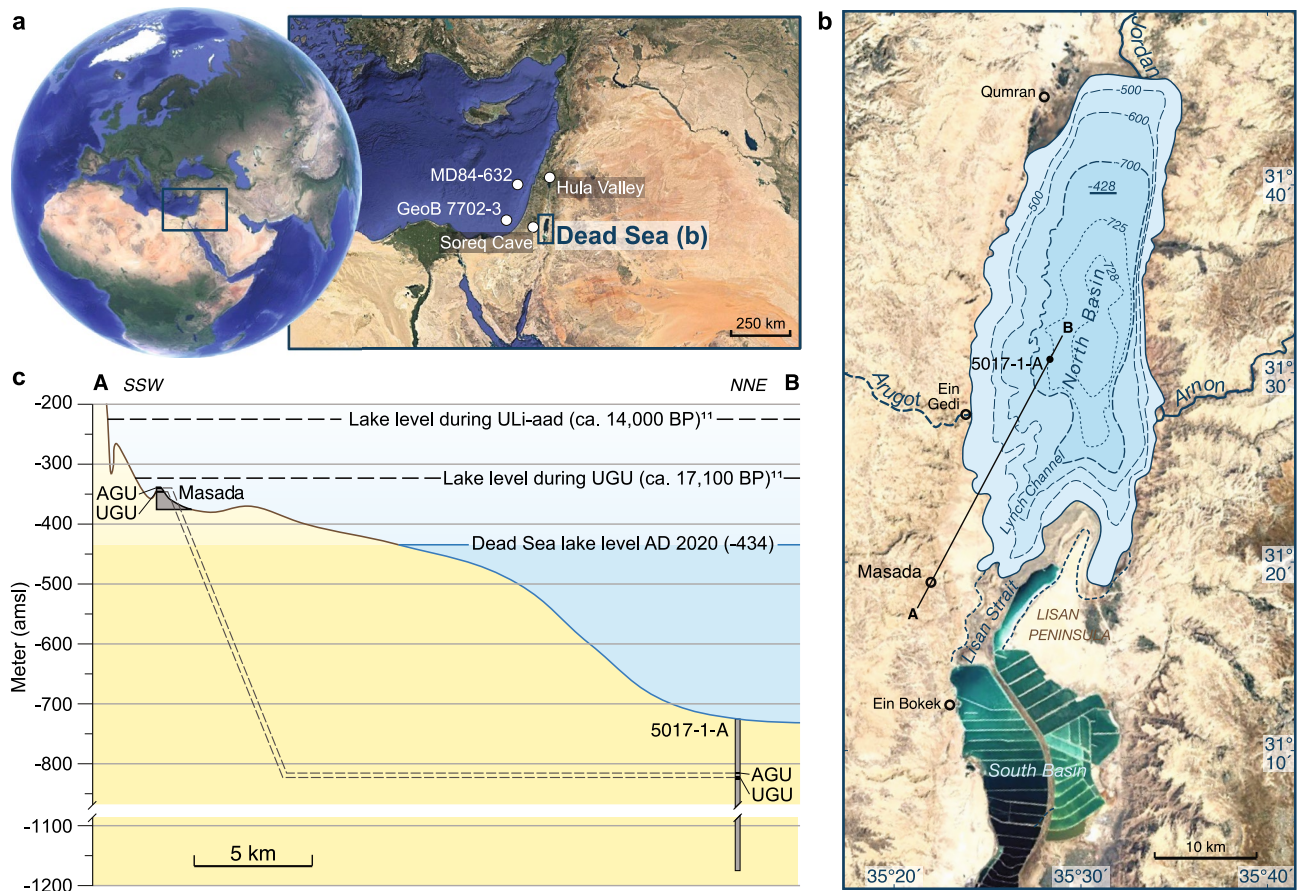 a
MD84-632
Hula Valley
GeoB 7702-3
Soreq Cave
Dead Sea (b)
250 km
b
Jordan
Qumran
-500
-600
700
-428
500
725
728
North Basin
B
5017-1-A
Arugot
Ein
Gedi
Arnon
Lynch Channel
Masada
A
Lisan Strait
LISAN
PENINSULA
Ein Bokek
South Basin
10 km
31°
40´
31°
30´
31°
20´
31°
10´
35°20´
35°30´
35°40´
c
A SSW
NNE B
Meter (amsl)
-200
-300
-400
-500
-600
-700
-800
-1100
-1200
Lake level during ULi-aad (ca. 14,000 BP)¹¹
Lake level during UGU (ca. 17,100 BP)¹¹
AGU
UGU
Masada
Dead Sea lake level AD 2020 (-434)
5017-1-A
AGU
UGU
5 km